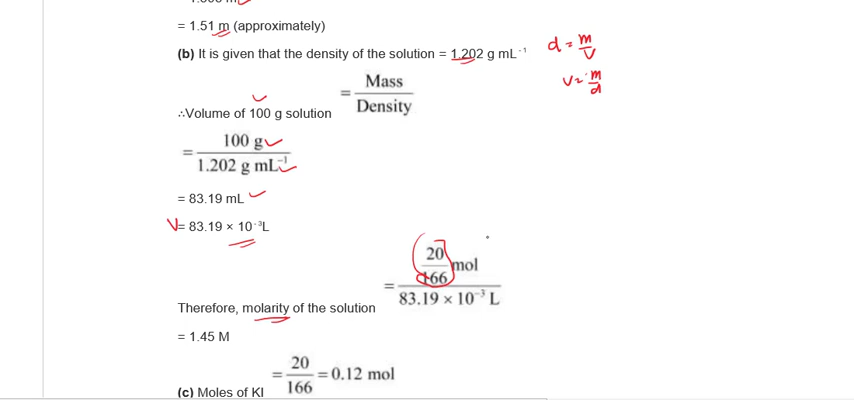 = 1.51 m (approximately)
(b) It is given that the density of the solution = 1.202 g mL⁻¹
d = m/V
V = m/d
∴Volume of 100 g solution = Mass / Density
= 100 g / 1.202 g mL⁻¹
= 83.19 mL
V = 83.19 × 10⁻³L
Therefore, molarity of the solution = 20/166 mol / 83.19 × 10⁻³ L
= 1.45 M
(c) Moles of KI = 20/166 = 0.12 mol